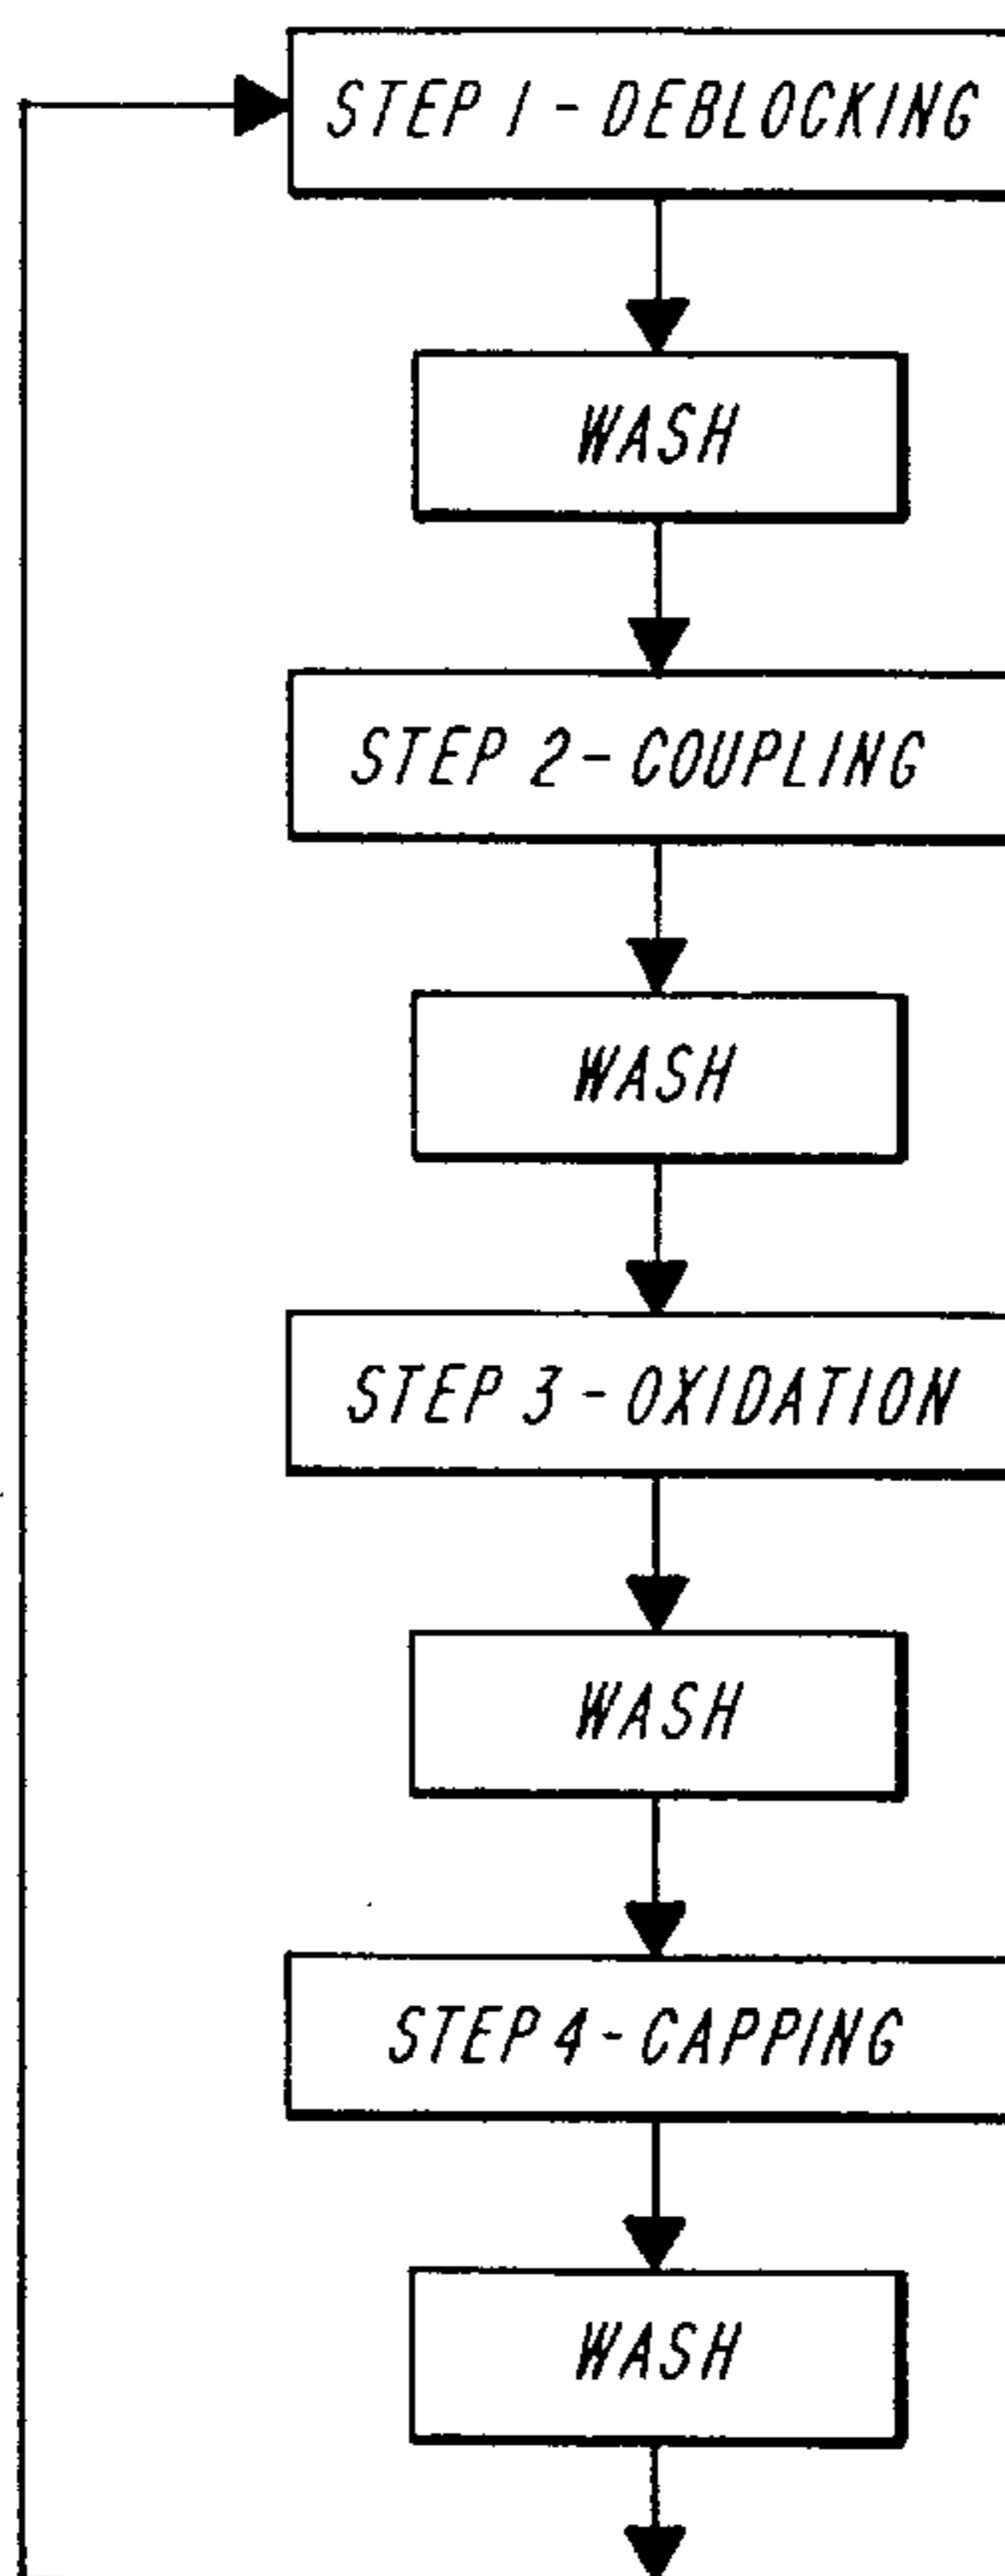 STEP 1 - DEBLOCKING
WASH
STEP 2 - COUPLING
WASH
STEP 3 - OXIDATION
WASH
STEP 4 - CAPPING
WASH